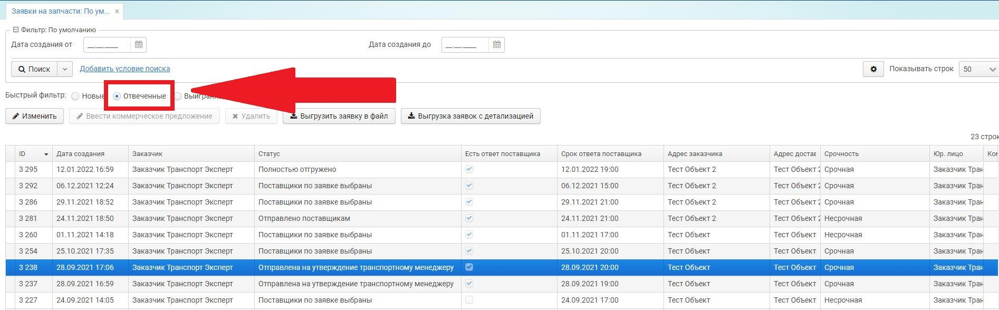 Заявки на запчасти: По ум... ×
Фильтр: По умолчанию
Дата создания от __.__.____ Дата создания до __.__.____
Поиск Добавить условие поиска Показывать строк 50
Быстрый фильтр: Новые Отвеченные
Изменить Ввести коммерческое предложение Удалить Выгрузить заявку в файл Выгрузка заявок с детализацией
23 строк
ID Дата создания Заказчик Статус Есть ответ поставщика Срок ответа поставщика Адрес заказчика Адрес достав Срочность Юр. лицо Ком
3 295 12.01.2022 16:59 Заказчик Транспорт Эксперт Полностью отгружено 12.01.2022 19:00 Тест Объект 2 Тест Объект 2 Срочная Заказчик Тран
3 292 06.12.2021 12:24 Заказчик Транспорт Эксперт Поставщики по заявке выбраны 06.12.2021 15:00 Тест Объект 2 Тест Объект 2 Срочная Заказчик Тран
3 286 29.11.2021 18:52 Заказчик Транспорт Эксперт Поставщики по заявке выбраны 29.11.2021 21:00 Тест Объект 2 Тест Объект 2 Срочная Заказчик Тран
3 281 24.11.2021 18:50 Заказчик Транспорт Эксперт Отправлено поставщикам 24.11.2021 21:00 Тест Объект 2 Тест Объект 2 Несрочная Заказчик Тран
3 260 01.11.2021 14:18 Заказчик Транспорт Эксперт Поставщики по заявке выбраны 01.11.2021 17:00 Тест Объект Тест Объект Несрочная Заказчик Тран
3 254 25.10.2021 17:35 Заказчик Транспорт Эксперт Поставщики по заявке выбраны 25.10.2021 20:00 Тест Объект Тест Объект Срочная Заказчик Тран
3 238 28.09.2021 17:06 Заказчик Транспорт Эксперт Отправлена на утверждение транспортному менеджеру 28.09.2021 20:00 Тест Объект Тест Объект Срочная Заказчик Тран
3 237 28.09.2021 16:59 Заказчик Транспорт Эксперт Отправлена на утверждение транспортному менеджеру 28.09.2021 19:00 Тест Объект Тест Объект Срочная Заказчик Тран
3 227 24.09.2021 14:05 Заказчик Транспорт Эксперт Поставщики по заявке выбраны 24.09.2021 17:00 Тест Объект Тест Объект Несрочная Заказчик Тран